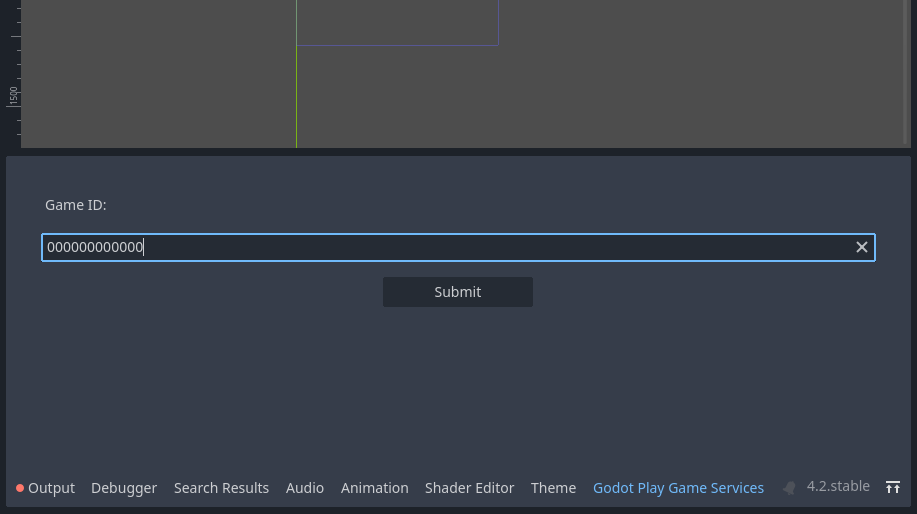 1500
Game ID:
000000000000
Submit
Output Debugger Search Results Audio Animation Shader Editor Theme Godot Play Game Services 4.2.stable